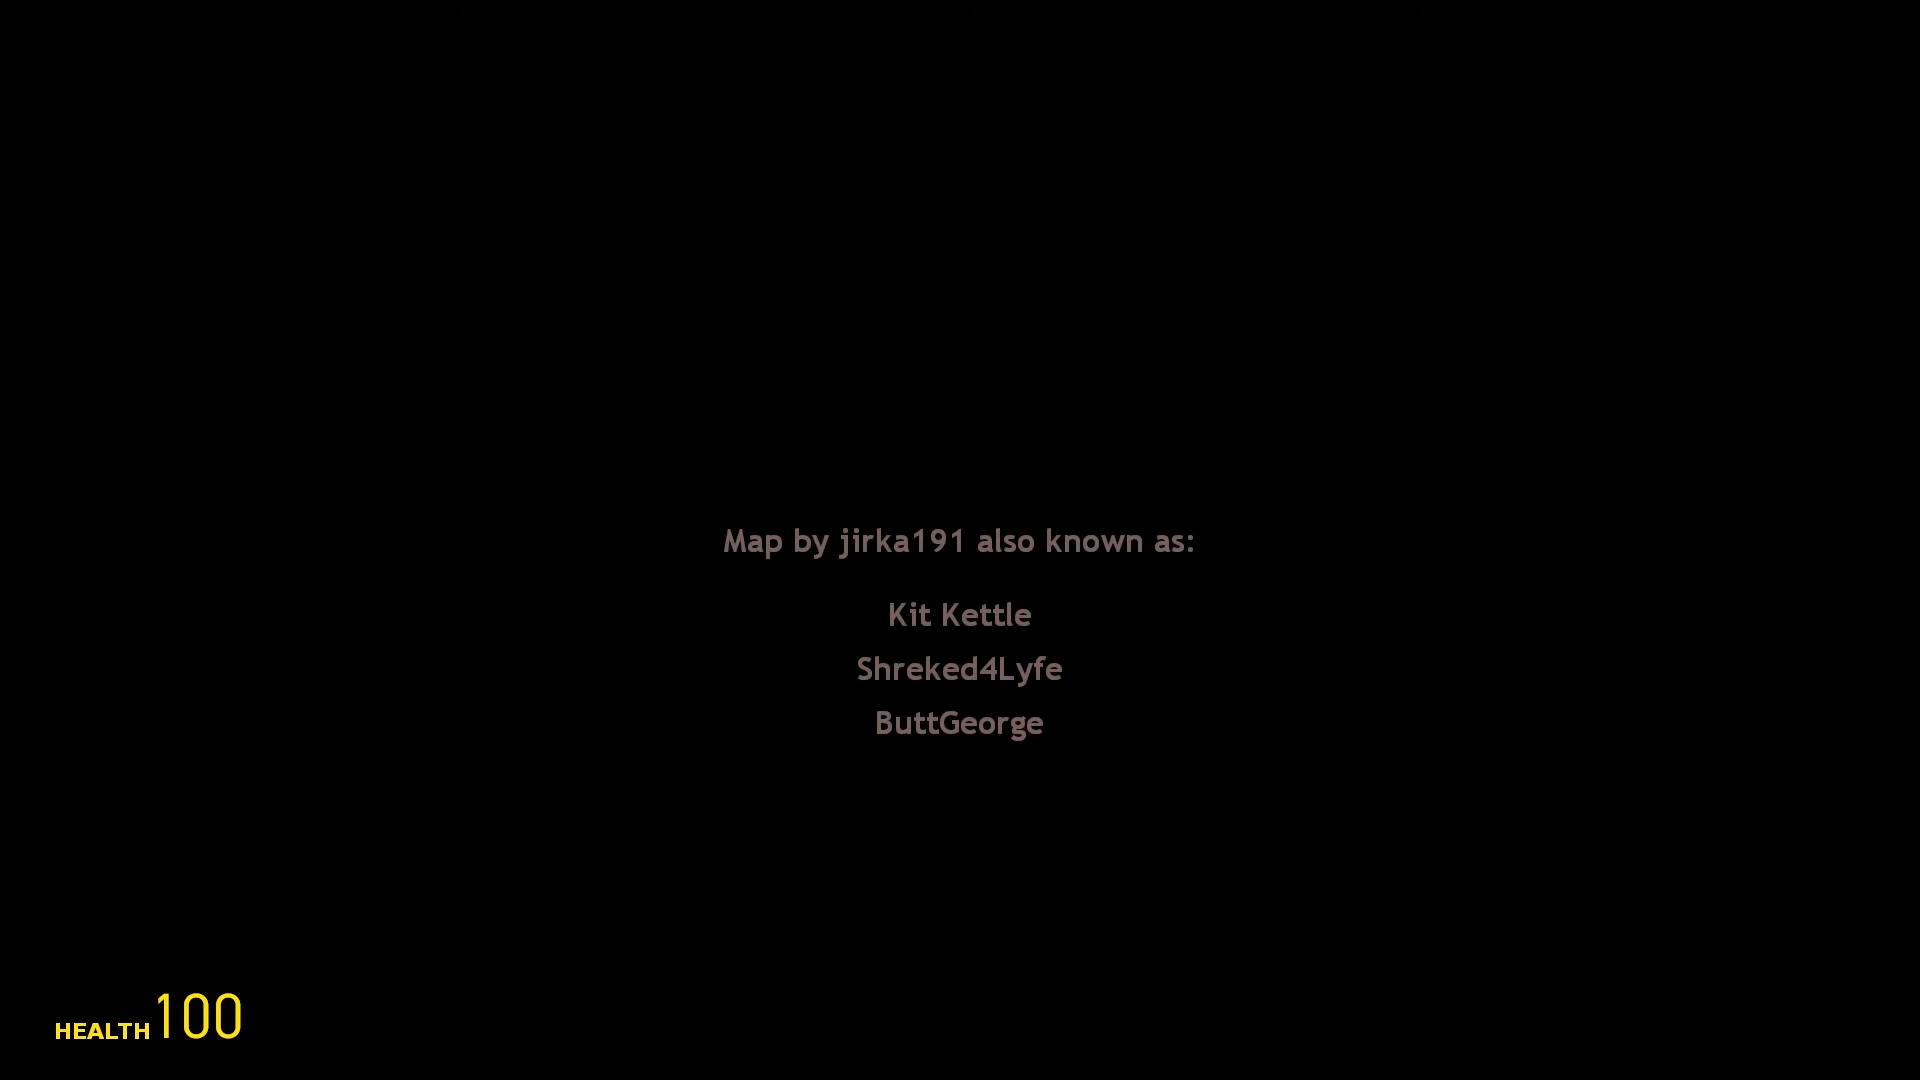 Map by jirka191 also known as:
Kit Kettle
Shreked4Lyfe
ButtGeorge
HEALTH 100